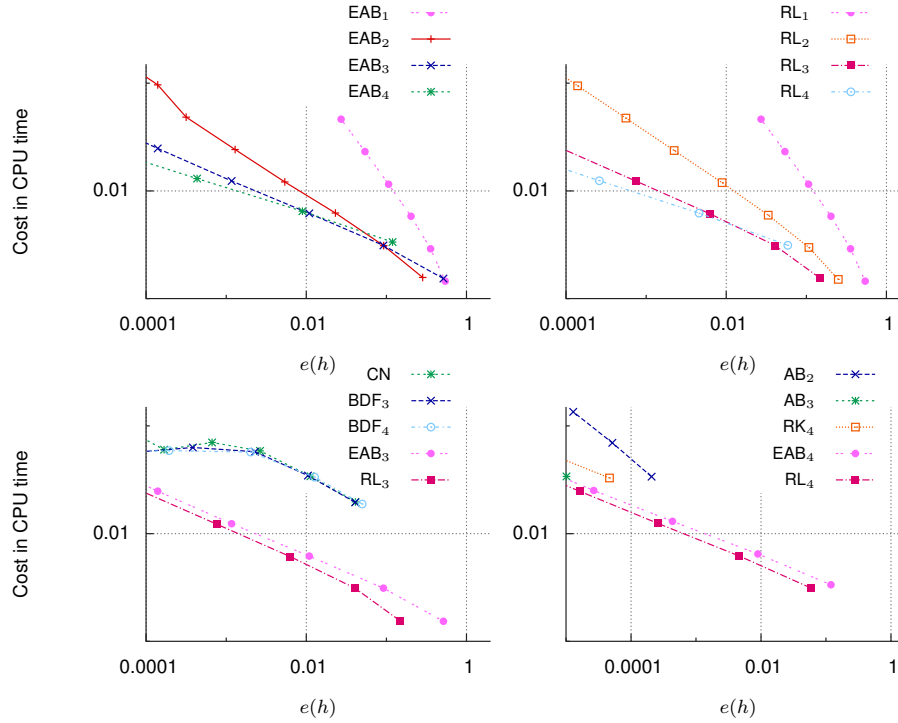 EAB₁
EAB₂
EAB₃
EAB₄
Cost in CPU time
0.01
0.0001
0.01
1
e(h)
RL₁
RL₂
RL₃
RL₄
0.01
0.0001
0.01
1
e(h)
CN
BDF₃
BDF₄
EAB₃
RL₃
Cost in CPU time
0.01
0.0001
0.01
1
e(h)
AB₂
AB₃
RK₄
EAB₄
RL₄
0.01
0.0001
0.01
1
e(h)